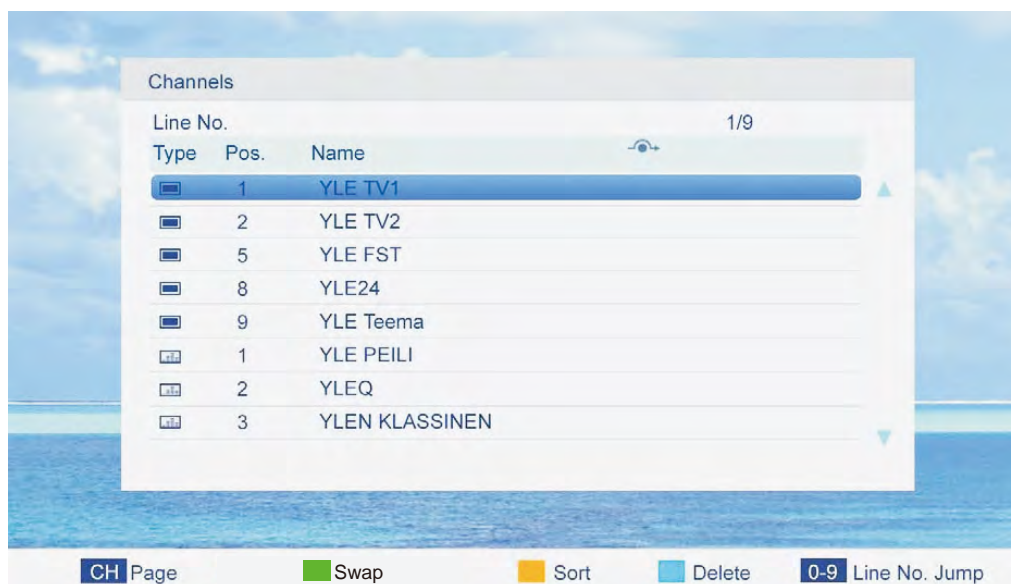 Channels
Line No. 1/9
Type Pos. Name
1 YLE TV1
2 YLE TV2
5 YLE FST
8 YLE24
9 YLE Teema
1 YLE PEILI
2 YLEQ
3 YLEN KLASSINEN
CH Page Swap Sort Delete 0-9 Line No. Jump